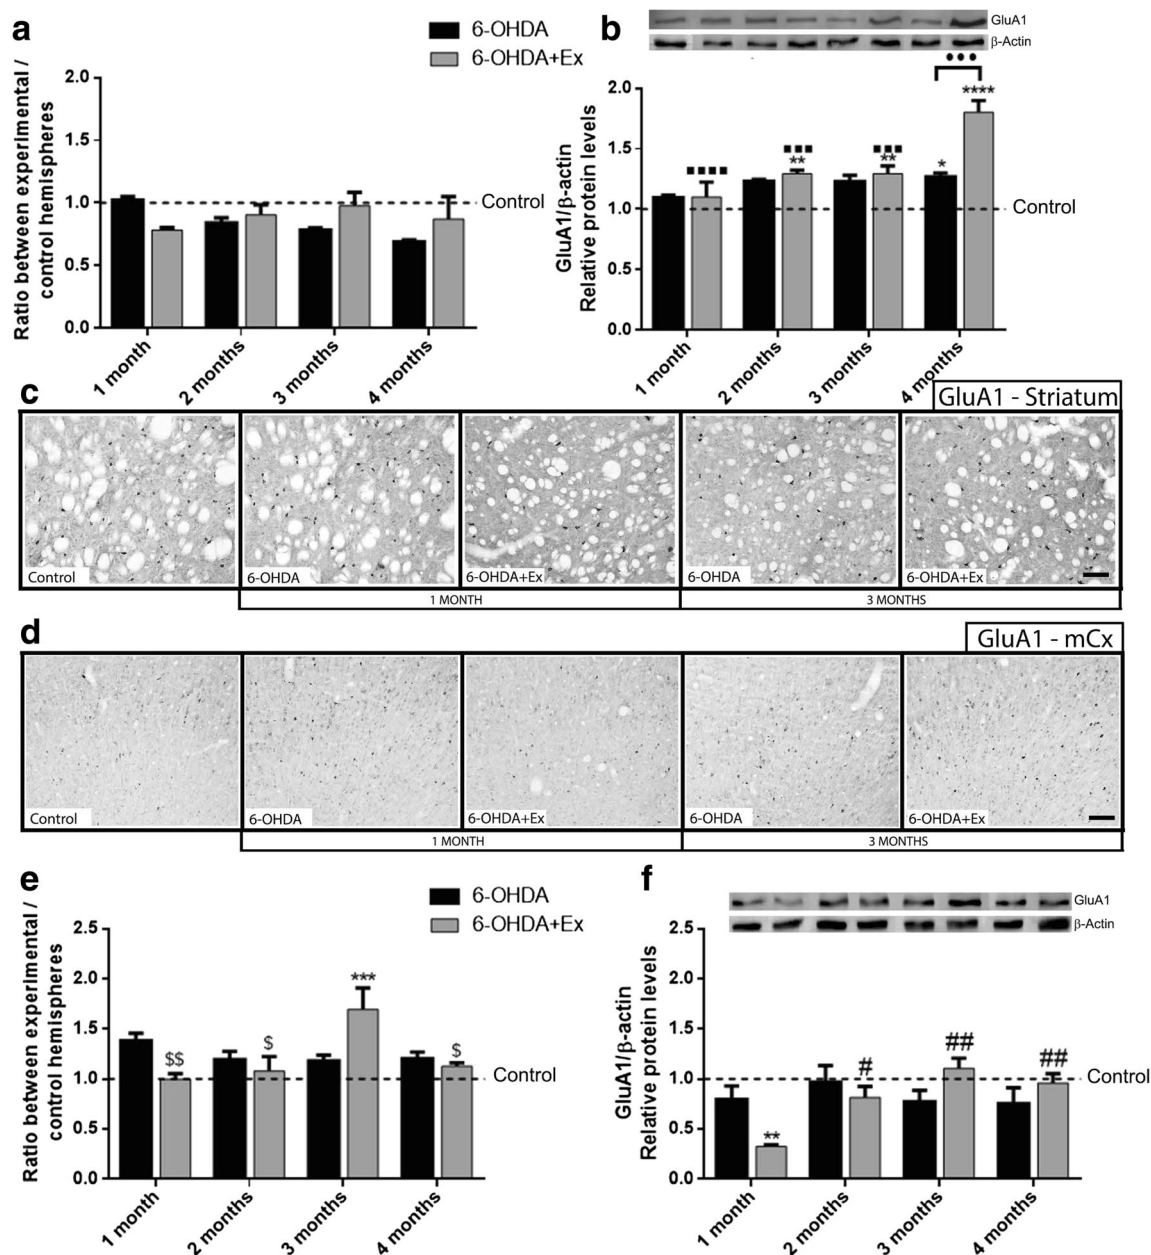 a
6-OHDA
6-OHDA+Ex
Ratio between experimental /
control hemispheres
2.0
1.5
1.0
0.5
0.0
Control
1 month
2 months
3 months
4 months
b
GluA1
β-Actin
GluA1/β-actin
Relative protein levels
2.0
1.5
1.0
0.5
0.0
▪▪▪▪
▪▪▪
**
▪▪▪
**
*
•••
****
Control
1 month
2 months
3 months
4 months
c
GluA1 - Striatum
Control
6-OHDA
6-OHDA+Ex
6-OHDA
6-OHDA+Ex
1 MONTH
3 MONTHS
d
GluA1 - mCx
Control
6-OHDA
6-OHDA+Ex
6-OHDA
6-OHDA+Ex
1 MONTH
3 MONTHS
e
6-OHDA
6-OHDA+Ex
Ratio between experimental /
control hemispheres
2.5
2.0
1.5
1.0
0.5
0.0
$$
$
***
$
Control
1 month
2 months
3 months
4 months
f
GluA1
β-Actin
GluA1/β-actin
Relative protein levels
2.5
2.0
1.5
1.0
0.5
0.0
**
#
##
##
Control
1 month
2 months
3 months
4 months